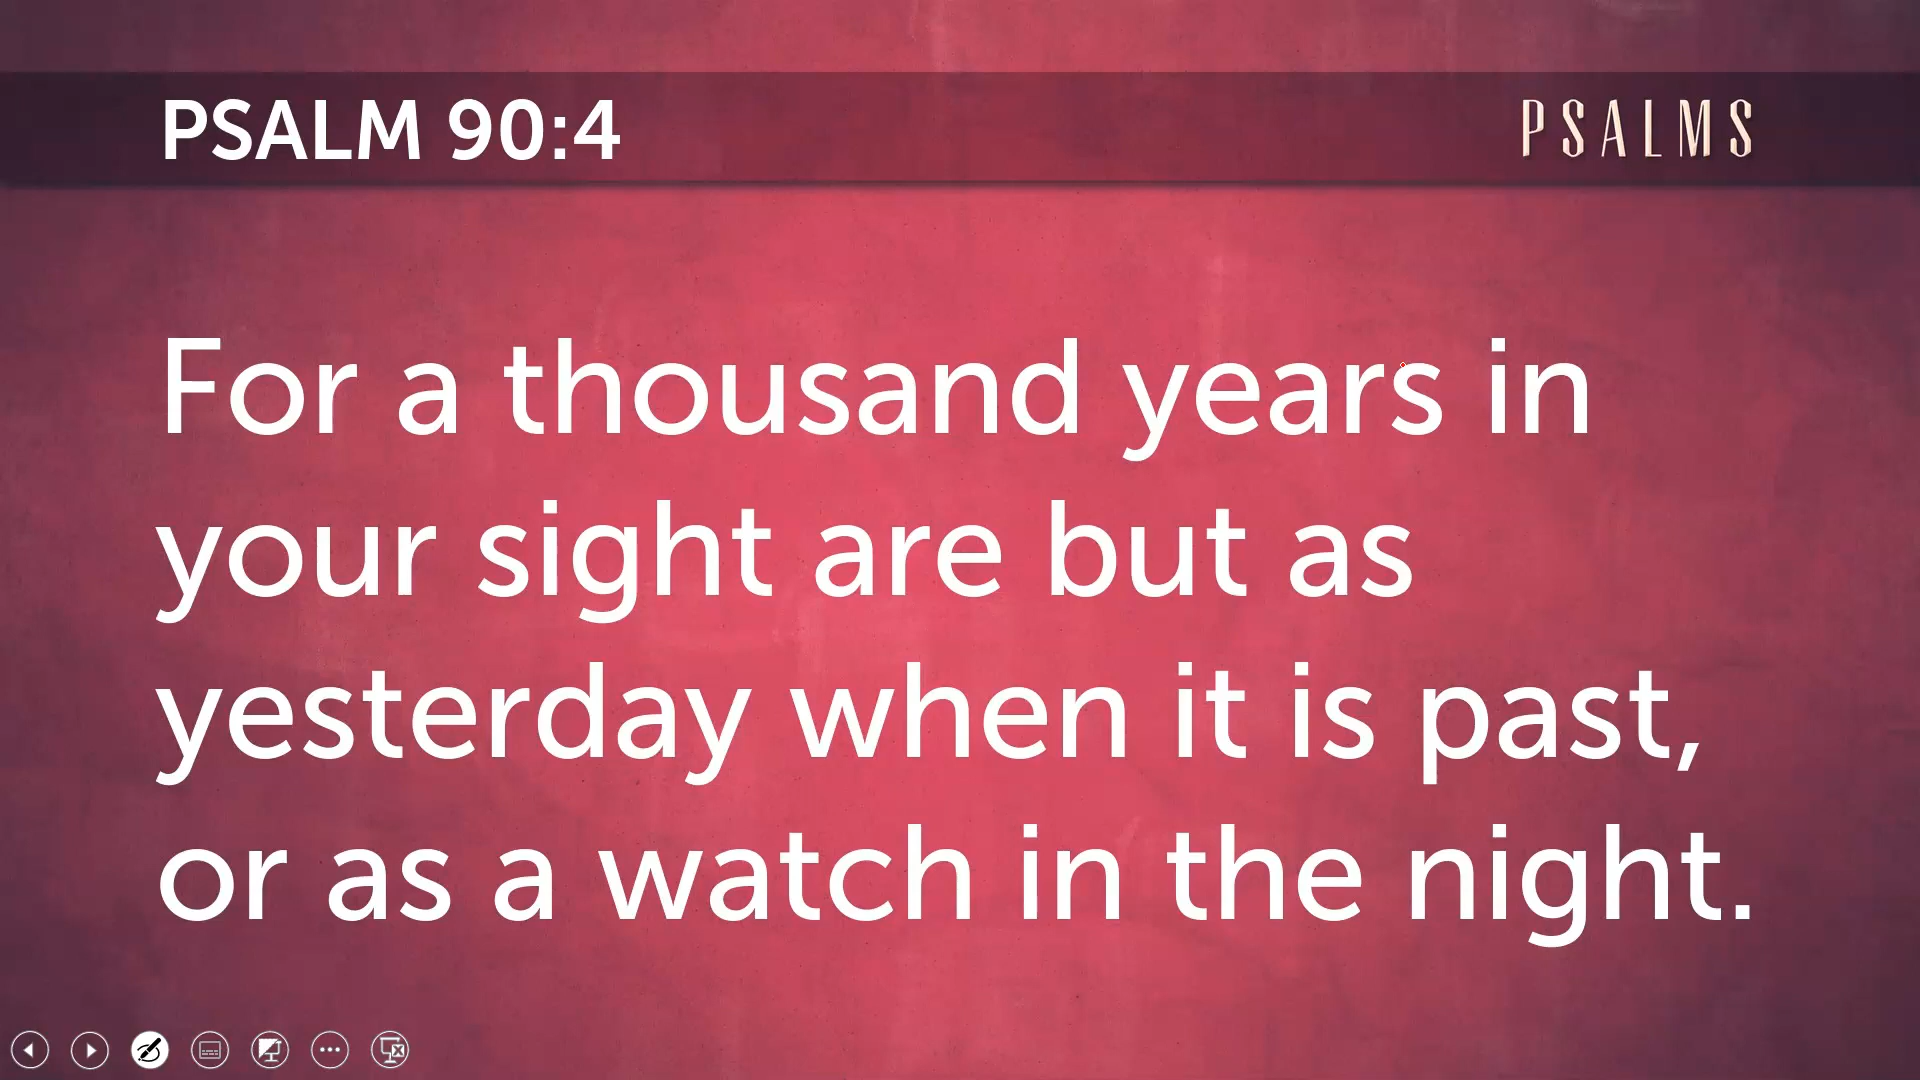 PSALM 90:4
PSALMS
For a thousand years in
your sight are but as
yesterday when it is past,
or as a watch in the night.